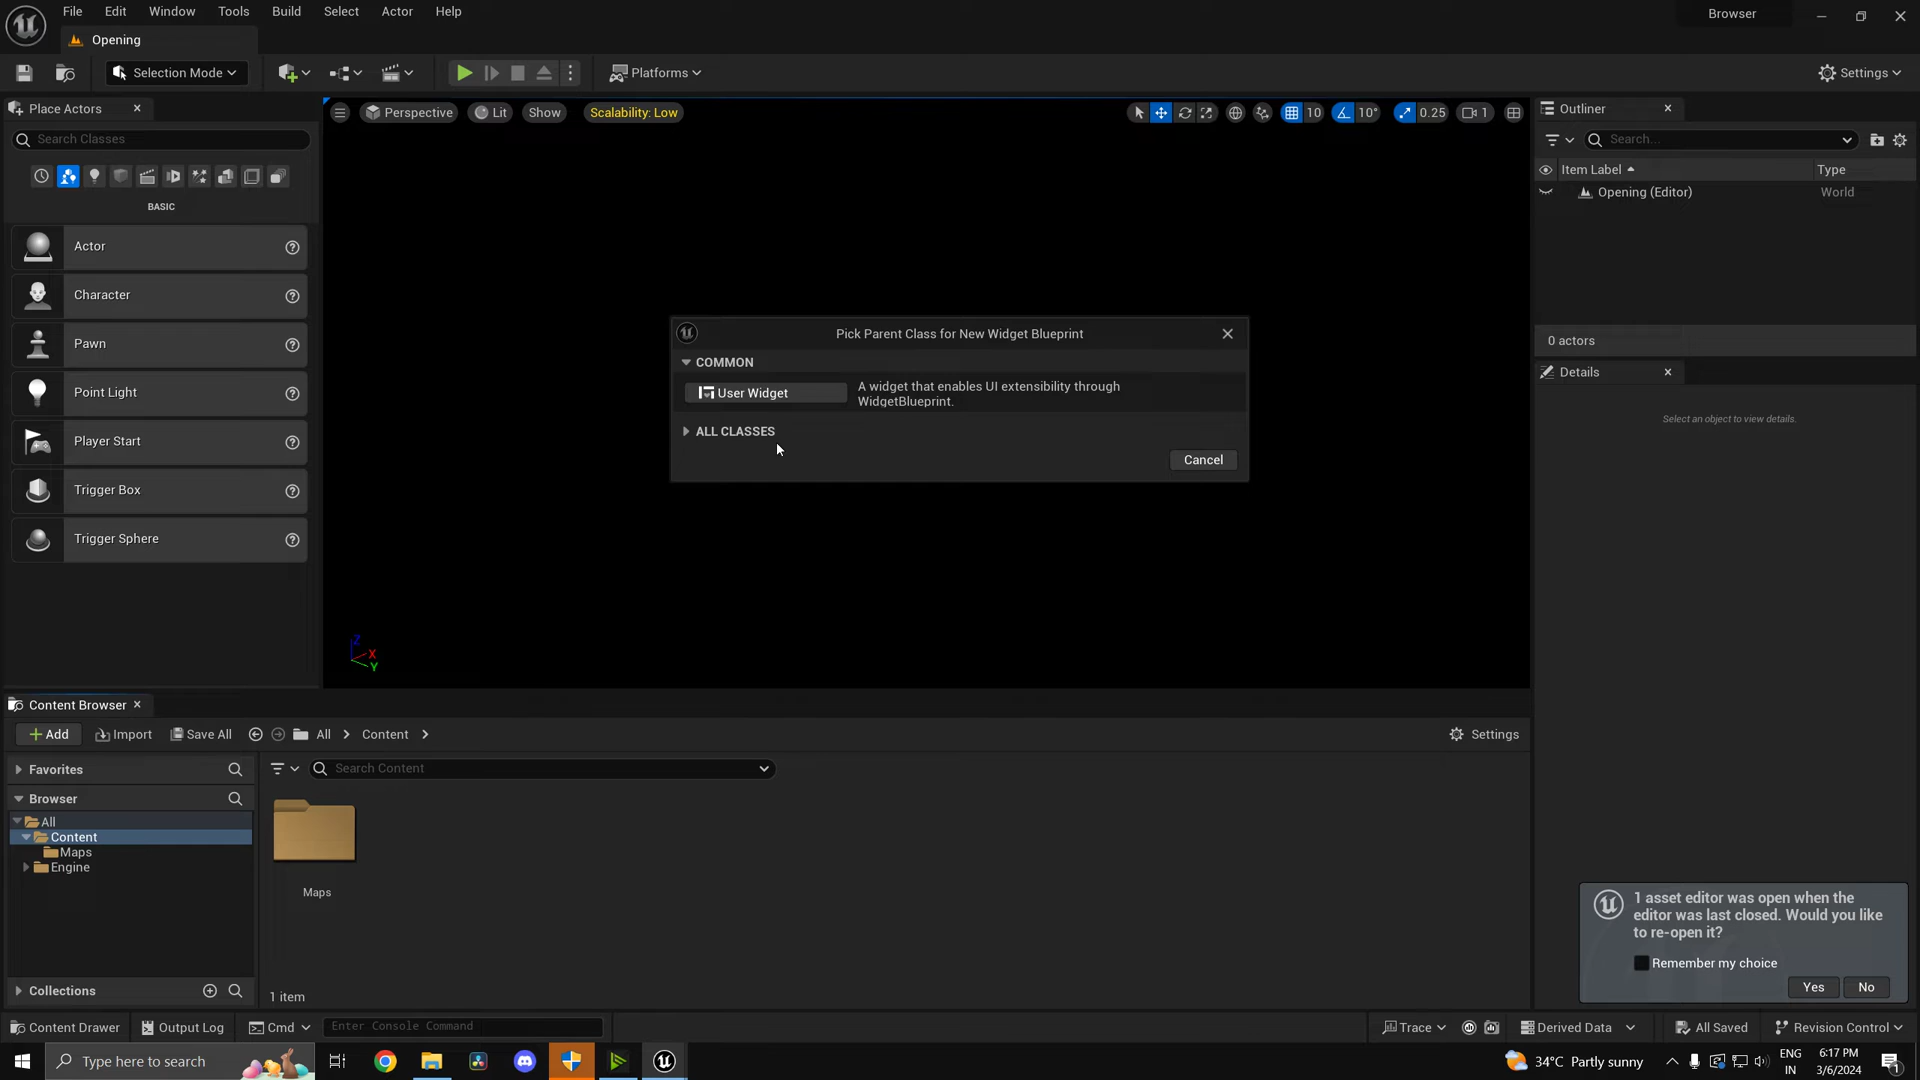 File Edit Window Tools Build Select Actor Help
Browser
Opening
Selection Mode
Platforms
Settings
Place Actors
Search Classes
BASIC
Actor
Character
Pawn
Point Light
Player Start
Trigger Box
Trigger Sphere
Perspective Lit Show Scalability: Low
10 10° 0.25 1
Z
X
Y
Pick Parent Class for New Widget Blueprint
COMMON
User Widget
A widget that enables UI extensibility through
WidgetBlueprint.
ALL CLASSES
Cancel
Outliner
Search...
Item Label Type
Opening (Editor) World
0 actors
Details
Select an object to view details.
Content Browser
Add Import Save All All Content
Settings
Favorites
Search Content
Browser
All
Content
Maps
Engine
Collections
Maps
1 item
1 asset editor was open when the
editor was last closed. Would you like
to re-open it?
Remember my choice
Yes No
Content Drawer Output Log Cmd Enter Console Command
Trace Derived Data All Saved Revision Control
Type here to search
34°C Partly sunny
ENG
IN
6:17 PM
3/6/2024
1